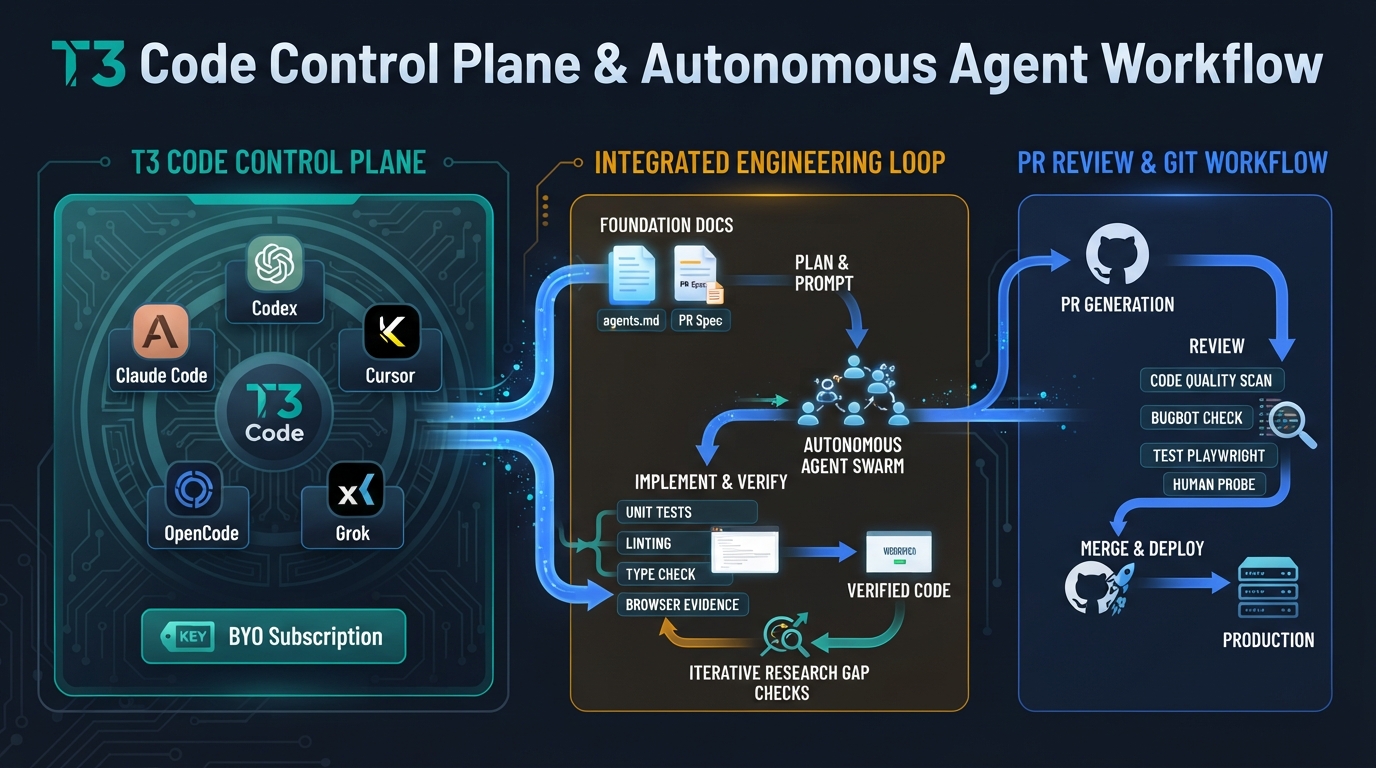 T3 Code Control Plane & Autonomous Agent Workflow
T3 CODE CONTROL PLANE
Codex
Claude Code
Cursor
T3
Code
OpenCode
Grok
KEY BYO Subscription
INTEGRATED ENGINEERING LOOP
FOUNDATION DOCS
agents.md
PR Spec
PLAN &
PROMPT
AUTONOMOUS
AGENT SWARM
IMPLEMENT & VERIFY
UNIT TESTS
LINTING
TYPE CHECK
BROWSER EVIDENCE
VERIFIED CODE
ITERATIVE RESEARCH GAP
CHECKS
PR REVIEW & GIT WORKFLOW
PR GENERATION
REVIEW
CODE QUALITY SCAN
BUGBOT CHECK
TEST PLAYWRIGHT
HUMAN PROBE
MERGE & DEPLOY
PRODUCTION